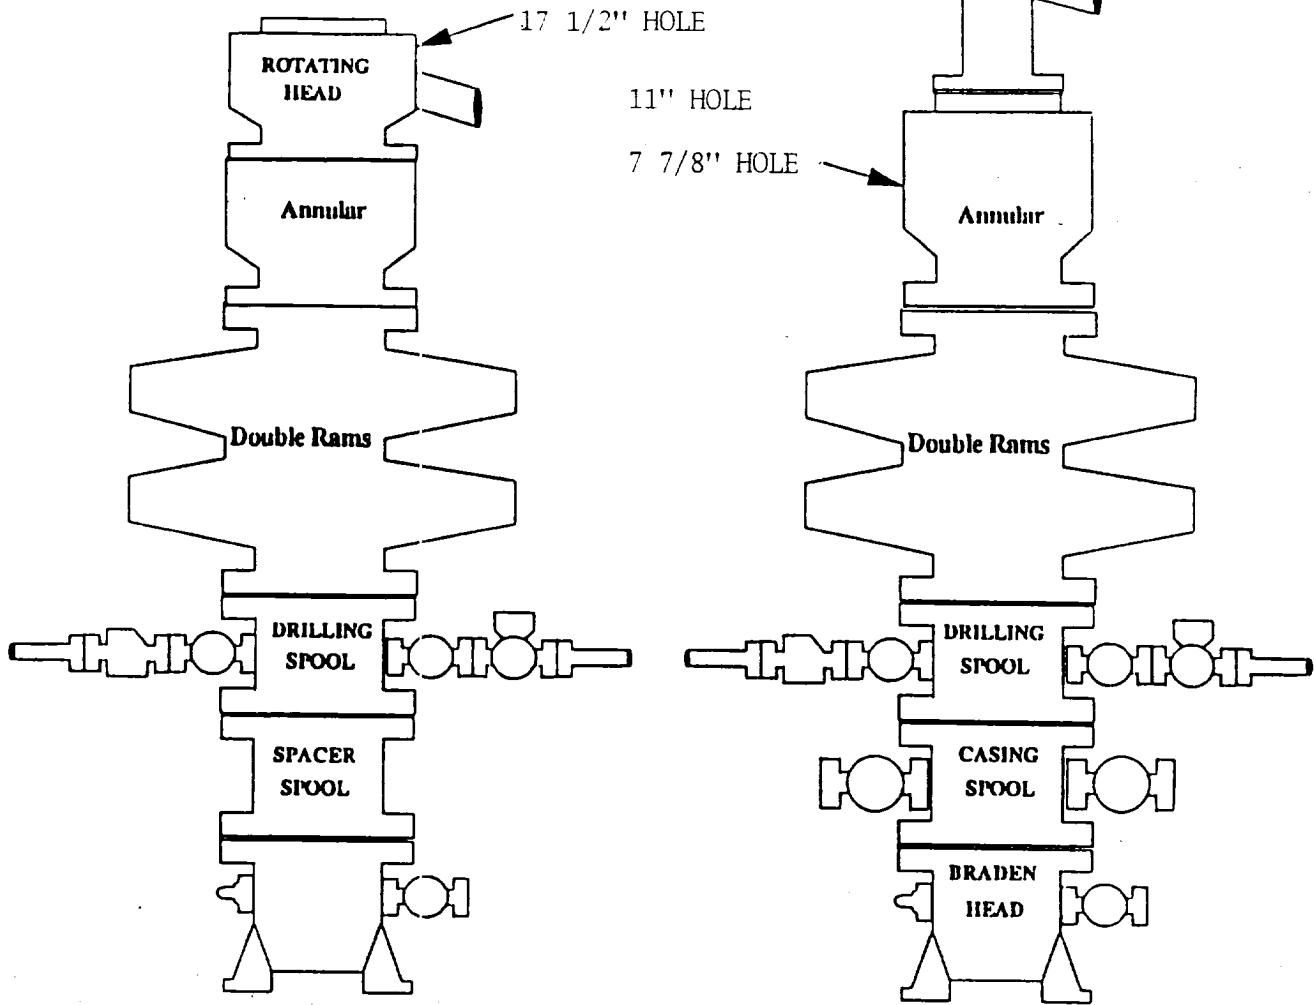 17 1/2" HOLE
ROTATING
HEAD
11" HOLE
7 7/8" HOLE
Annular
Annular
Double Rams
Double Rams
DRILLING
SPOOL
DRILLING
SPOOL
SPACER
SPOOL
CASING
SPOOL
BRADEN
HEAD